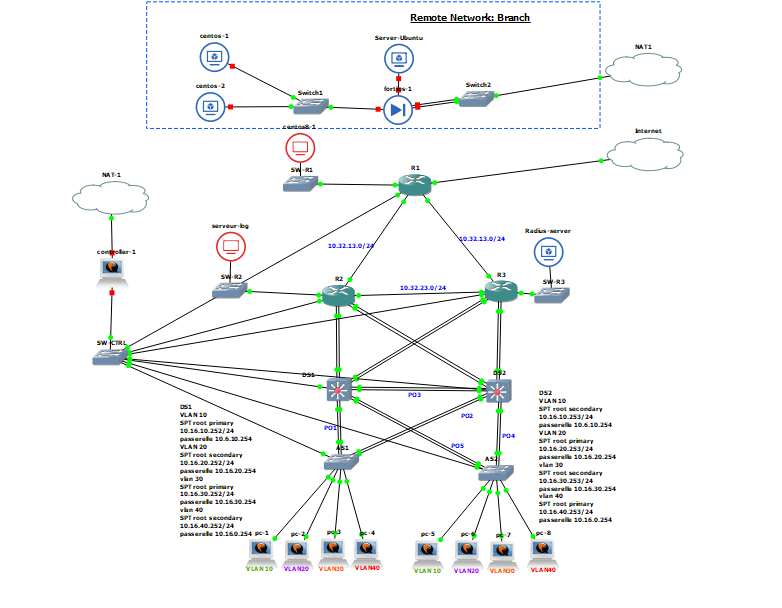 Remote Network: Branch
centos-1
Server-Ubuntu
NAT1
centos-2
Switch1
fortios-1
Switch2
centos8-1
Internet
SW-R1
R1
NAT-1
serveur-log
Radius-server
10.32.13.0/24
10.32.13.0/24
controller-1
SW-R2
R2
10.32.23.0/24
R3
SW-R3
SW-CTRL
DS1
DS2
PO3
PO2
PO1
PO5
PO4
AS1
AS2
DS1
VLAN 10
SPT root primary
10.16.10.252/24
passerelle 10.6.10.254
VLAN 20
SPT root secondary
10.16.20.252/24
passerelle 10.16.20.254
vlan 30
SPT root primary
10.16.30.252/24
passerelle 10.16.30.254
vlan 40
SPT root secondary
10.16.40.252/24
passerelle 10.16.0.254
DS2
VLAN 10
SPT root secondary
10.16.10.253/24
passerelle 10.6.10.254
VLAN 20
SPT root primary
10.16.20.253/24
passerelle 10.16.20.254
vlan 30
SPT root secondary
10.16.30.253/24
passerelle 10.16.30.254
vlan 40
SPT root primary
10.16.40.253/24
passerelle 10.16.0.254
pc-1
pc-2
pc-3
pc-4
pc-5
pc-6
pc-7
pc-8
VLAN 10
VLAN20
VLAN30
VLAN40
VLAN 10
VLAN20
VLAN30
VLAN40